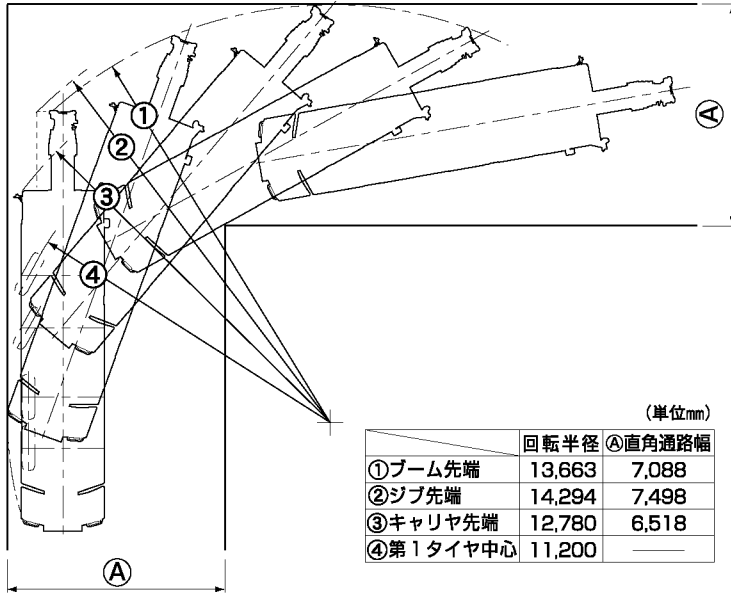 ①
②
③
④
Ⓐ
Ⓐ
(単位mm)
回転半径 Ⓐ直角通路幅
①ブーム先端 13,663 7,088
②ジブ先端 14,294 7,498
③キャリヤ先端 12,780 6,518
④第1タイヤ中心 11,200 ——